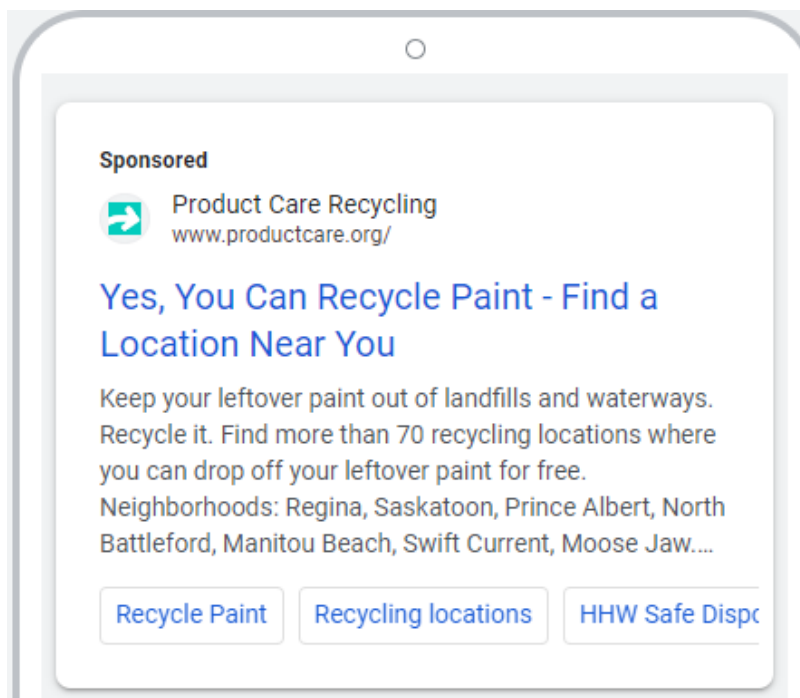 Sponsored
Product Care Recycling
www.productcare.org/
Yes, You Can Recycle Paint - Find a
Location Near You
Keep your leftover paint out of landfills and waterways.
Recycle it. Find more than 70 recycling locations where
you can drop off your leftover paint for free.
Neighborhoods: Regina, Saskatoon, Prince Albert, North
Battleford, Manitou Beach, Swift Current, Moose Jaw....
Recycle Paint
Recycling locations
HHW Safe